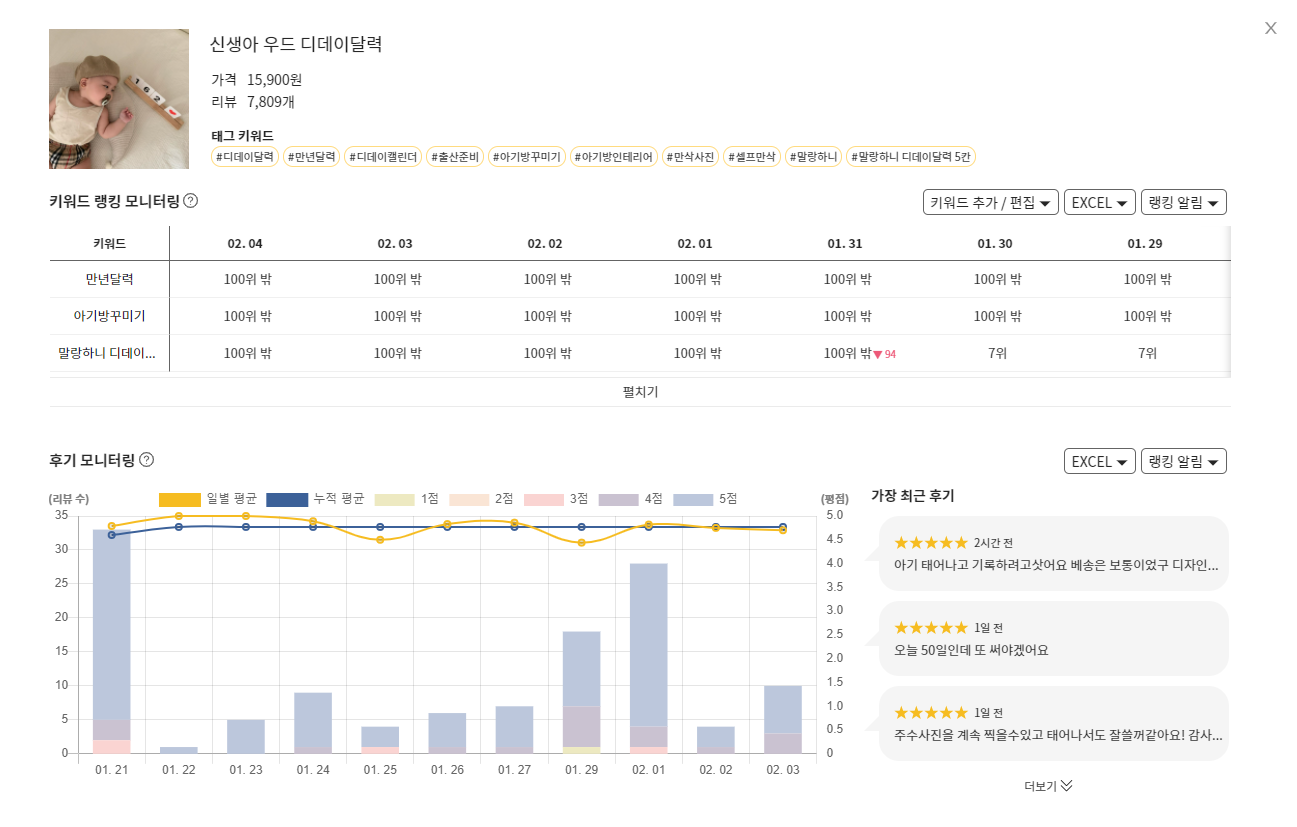 X
신생아 우드 디데이달력
가격 15,900원
리뷰 7,809개
태그 키워드
#디데이달력 #만년달력 #디데이캘린더 #출산준비 #아기방꾸미기 #아기방인테리어 #만삭사진 #셀프만삭 #말랑하니 #말랑하니 디데이달력 5칸
키워드 랭킹 모니터링 ?
키워드 추가 / 편집 EXCEL 랭킹 알림
키워드 02. 04 02. 03 02. 02 02. 01 01. 31 01. 30 01. 29
만년달력 100위 밖 100위 밖 100위 밖 100위 밖 100위 밖 100위 밖 100위 밖
아기방꾸미기 100위 밖 100위 밖 100위 밖 100위 밖 100위 밖 100위 밖 100위 밖
말랑하니 디데이... 100위 밖 100위 밖 100위 밖 100위 밖 100위 밖▼94 7위 7위
펼치기
후기 모니터링 ?
EXCEL 랭킹 알림
(리뷰 수) 일별 평균 누적 평균 1점 2점 3점 4점 5점 (평점)
35
30
25
20
15
10
5
0
5.0
4.5
4.0
3.5
3.0
2.5
2.0
1.5
1.0
0.5
0
01. 21 01. 22 01. 23 01. 24 01. 25 01. 26 01. 27 01. 29 02. 01 02. 02 02. 03
가장 최근 후기
★★★★★ 2시간 전
아기 태어나고 기록하려고삿어요 베송은 보통이었구 디자인...
★★★★★ 1일 전
오늘 50일인데 또 써야겠어요
★★★★★ 1일 전
주수사진을 계속 찍을수있고 태어나서도 잘쓸꺼같아요! 감사...
더보기